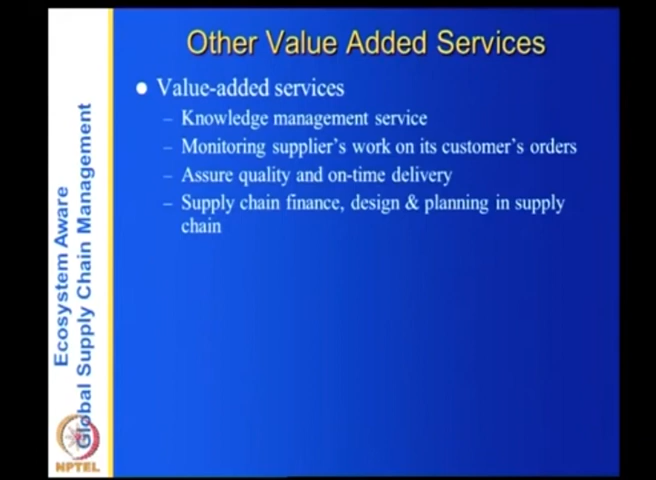 Other Value Added Services
Value-added services
– Knowledge management service
– Monitoring supplier's work on its customer's orders
– Assure quality and on-time delivery
– Supply chain finance, design & planning in supply
chain
Ecosystem Aware
Global Supply Chain Management
NPTEL